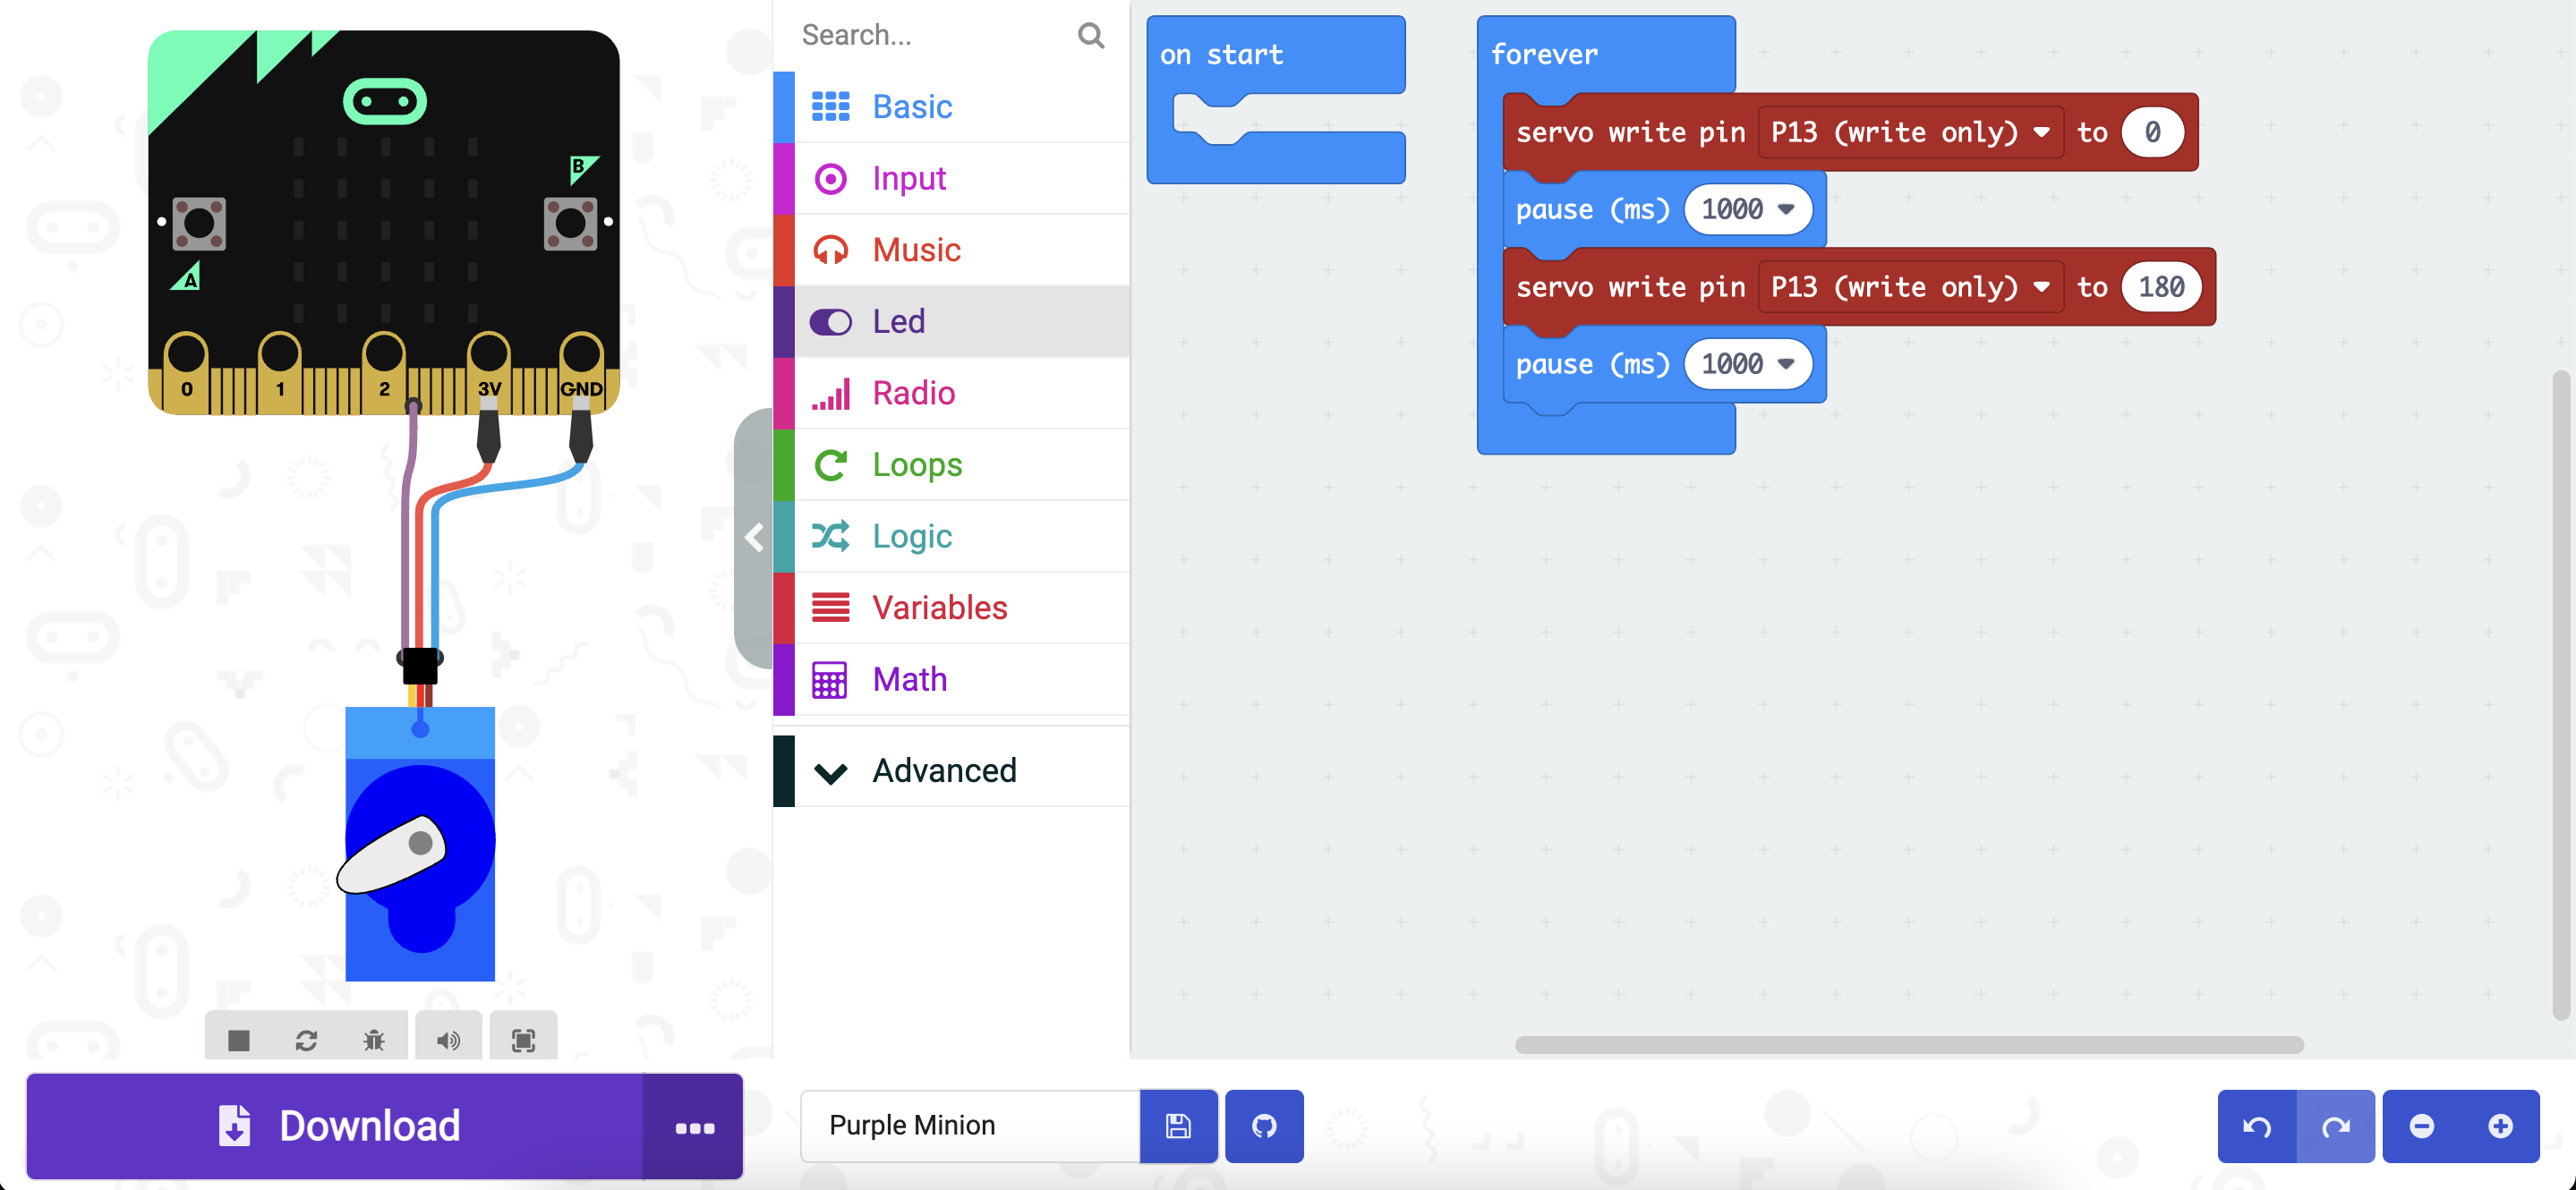 B
A
0 1 2 3V GND
Download
Search...
Basic
Input
Music
Led
Radio
Loops
Logic
Variables
Math
Advanced
on start
forever
servo write pin P13 (write only) to 0
pause (ms) 1000
servo write pin P13 (write only) to 180
pause (ms) 1000
Purple Minion